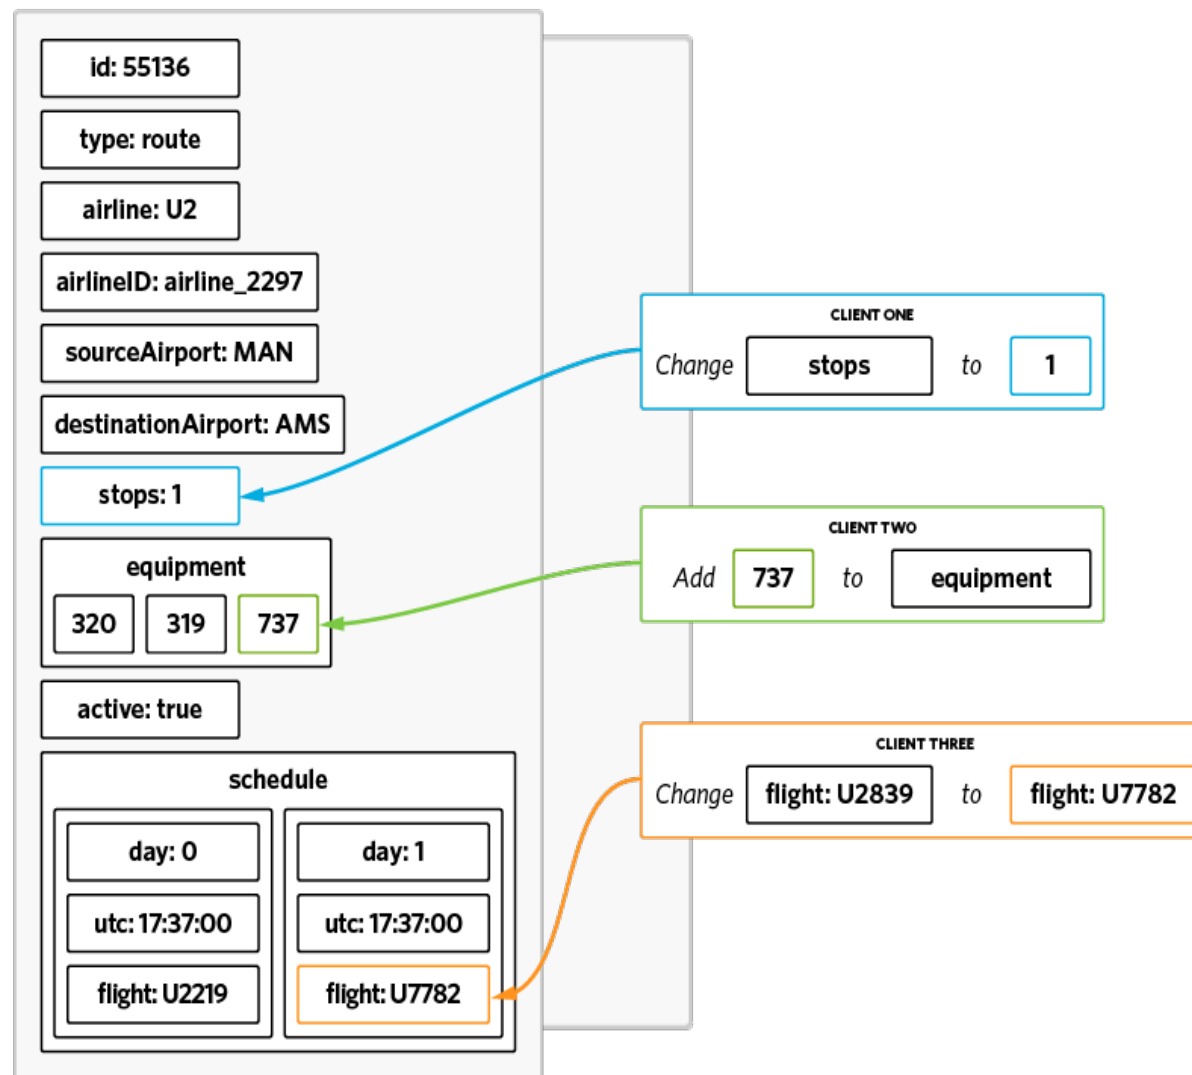 id: 55136
type: route
airline: U2
airlineID: airline_2297
sourceAirport: MAN
destinationAirport: AMS
stops: 1
equipment
320 319 737
active: true
schedule
day: 0 day: 1
utc: 17:37:00 utc: 17:37:00
flight: U2219 flight: U7782
CLIENT ONE
Change stops to 1
CLIENT TWO
Add 737 to equipment
CLIENT THREE
Change flight: U2839 to flight: U7782